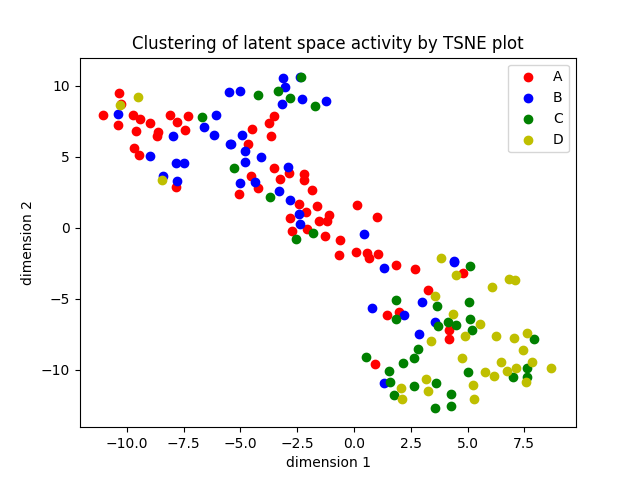 Clustering of latent space activity by TSNE plot
A
B
C
D
10
5
0
−5
−10
dimension 2
−10.0 −7.5 −5.0 −2.5 0.0 2.5 5.0 7.5
dimension 1